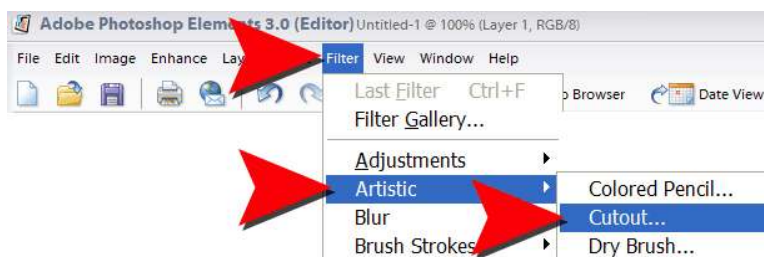 Adobe Photoshop Elements 3.0 (Editor) Untitled-1 @ 100% (Layer 1, RGB/8)
File Edit Image Enhance Filter View Window Help
Last Filter Ctrl+F
Browser Date View
Filter Gallery...
Adjustments
Artistic
Colored Pencil...
Blur
Cutout...
Brush Strokes
Dry Brush...